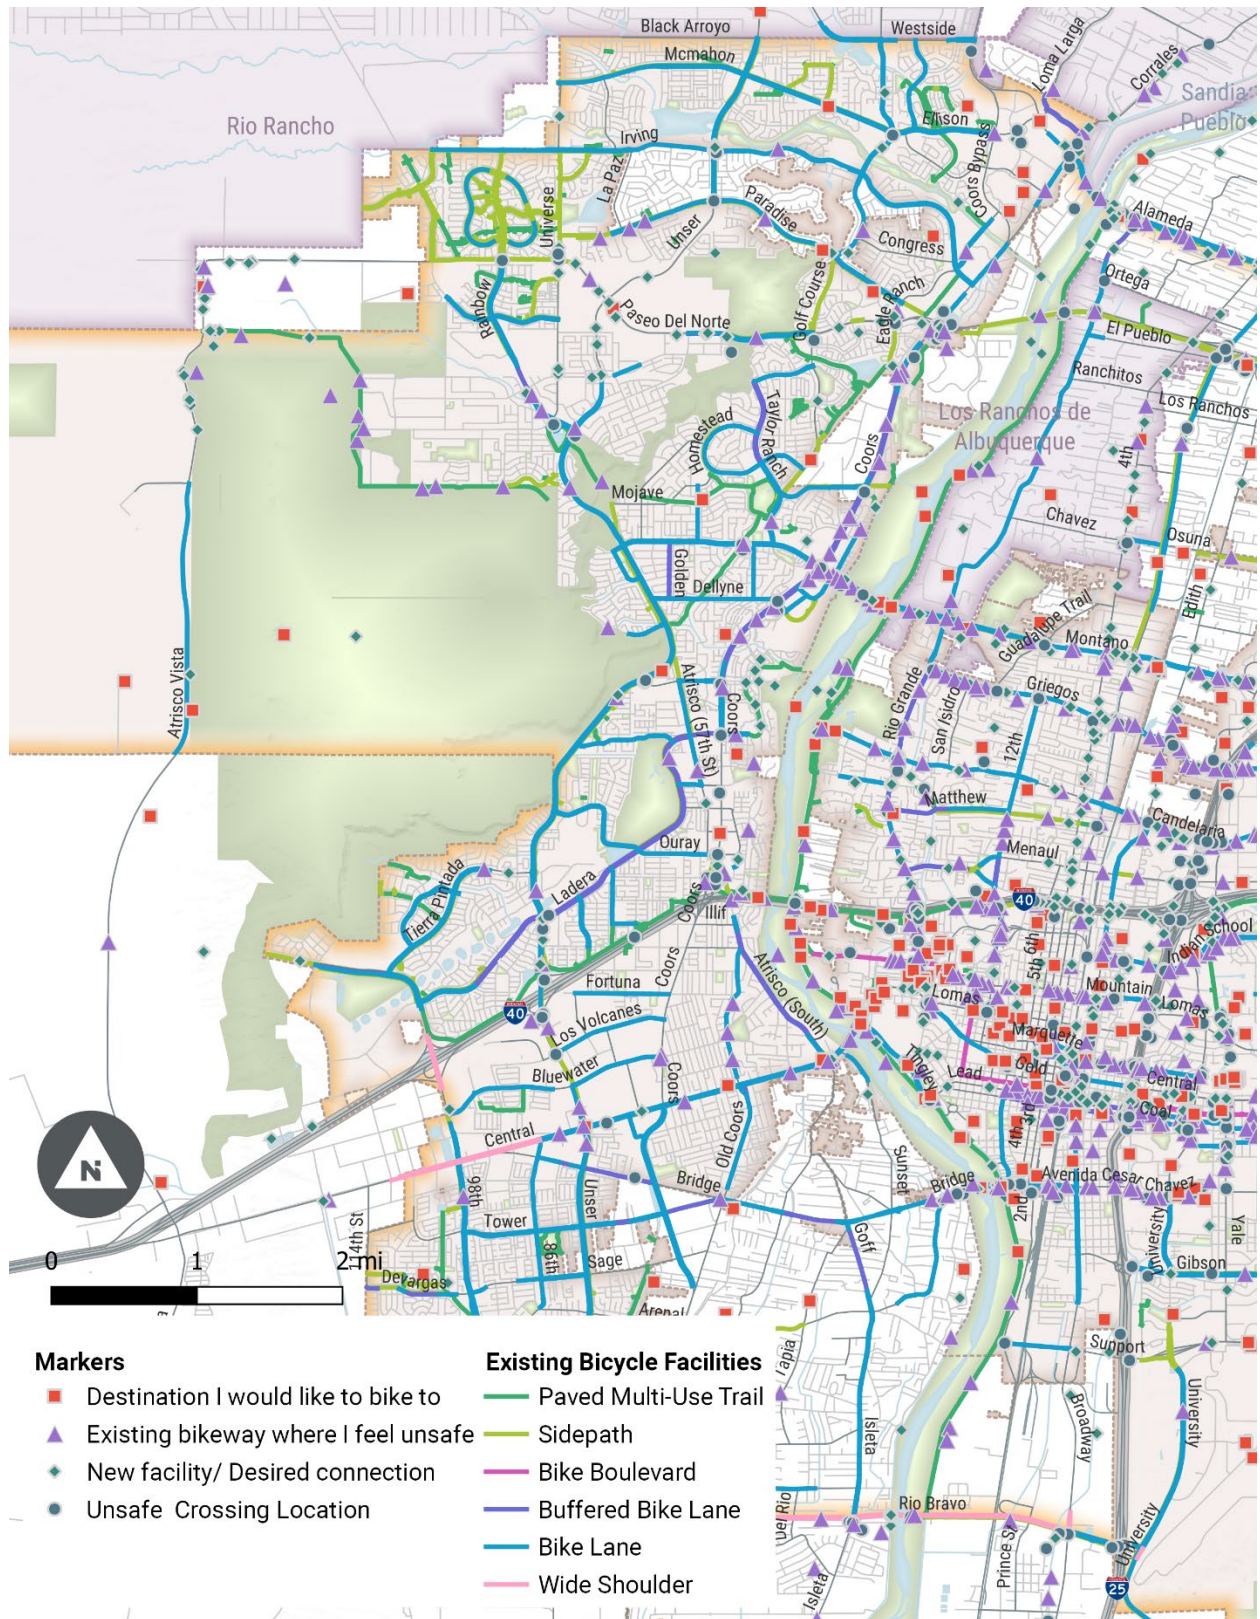 Black Arroyo
Westside
Mcmahon
Loma Larga
Corrales
Sandia
Pueblo
Rio Rancho
Irving
Ellison
La Paz
Coors Bypass
Universe
Paradise
Unser
Congress
Alameda
Ortega
Rainbow
Paseo Del Norte
Golf Course
Eagle Ranch
El Pueblo
Ranchitos
Los Ranchos
Taylor Ranch
Homestead
Los Ranchos de
Albuquerque
Coors
4th
Mojave
Chavez
Osuna
Golden
Dellyne
Edith
Guadalupe Trail
Montano
Atrisco Vista
Atrisco (57th St)
Coors
Rio Grande
San Isidro
Griegos
12th
Matthew
Candelaria
Menaul
Ouray
Ladera
Tierra Pintada
Coors
Illif
40
Indian School
5th
6th
Atrisco (South)
Fortuna
Coors
Lomas
Mountain
Lomas
40
Los Volcanes
Marquette
Bluewater
Tingley
Lead
Gold
Central
Coors
Coal
N
Central
Old Coors
4th
3rd
Sunset
Bridge
Bridge
Avenida Cesar Chavez
98th
Unser
2nd
University
Yale
Tower
Goff
0
1
2 mi
114th St
86th
Sage
Gibson
Devargas
Arenal
Markers
Destination I would like to bike to
Existing bikeway where I feel unsafe
New facility/ Desired connection
Unsafe Crossing Location
Existing Bicycle Facilities
Paved Multi-Use Trail
Sidepath
Bike Boulevard
Buffered Bike Lane
Bike Lane
Wide Shoulder
Tapia
Sunport
Isleta
Broadway
University
Del Rio
Rio Bravo
Prince St
University
Isleta
25